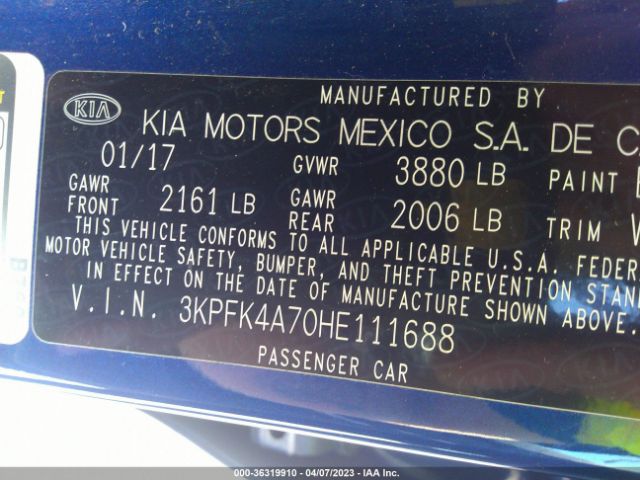 MANUFACTURED BY
KIA
KIA MOTORS MEXICO S.A. DE
01/17 GVWR 3880 LB PAINT
GAWR FRONT 2161 LB GAWR REAR 2006 LB TRIM
THIS VEHICLE CONFORMS TO ALL APPLICABLE U.S.A. FEDER
MOTOR VEHICLE SAFETY, BUMPER, AND THEFT PREVENTION STAN
IN EFFECT ON THE DATE OF MANUFACTURE SHOWN ABOVE.
V.I.N. 3KPFK4A70HE111688
PASSENGER CAR
000-36319910 - 04/07/2023 - IAA Inc.